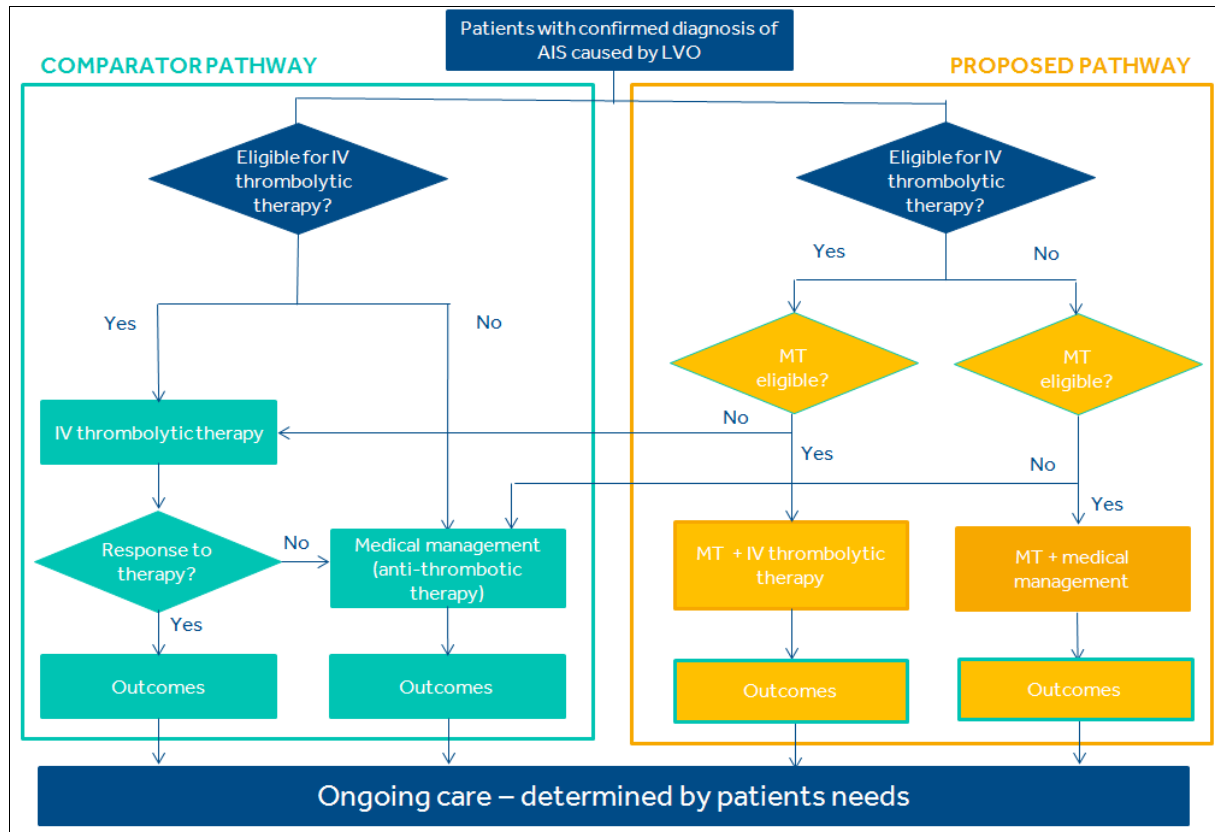 Patients with confirmed diagnosis of
AIS caused by LVO
COMPARATOR PATHWAY
PROPOSED PATHWAY
Eligible for IV
thrombolytic
therapy?
Eligible for IV
thrombolytic
therapy?
Yes
No
Yes
No
MT
eligible?
MT
eligible?
IV thrombolytic therapy
No
Yes
No
Yes
Response to
therapy?
No
Medical management
(anti-thrombotic
therapy)
MT + IV thrombolytic
therapy
MT + medical
management
Yes
Outcomes
Outcomes
Outcomes
Outcomes
Ongoing care – determined by patients needs